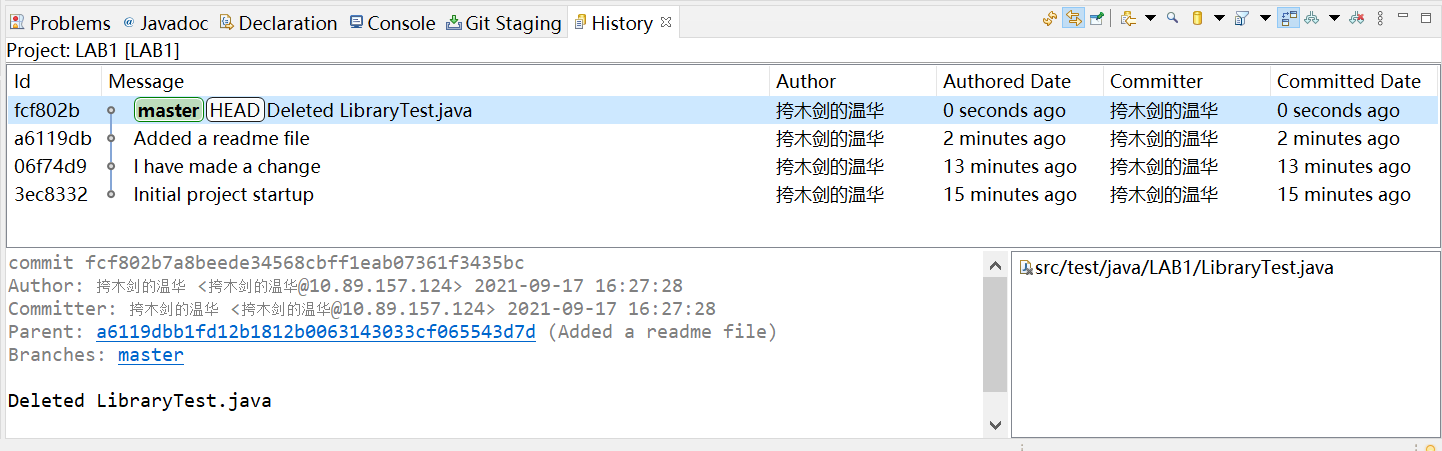 Problems @ Javadoc Declaration Console Git Staging History
Project: LAB1 [LAB1]
Id Message Author Authored Date Committer Committed Date
fcf802b master HEAD Deleted LibraryTest.java 挎木剑的温华 0 seconds ago 挎木剑的温华 0 seconds ago
a6119db Added a readme file 挎木剑的温华 2 minutes ago 挎木剑的温华 2 minutes ago
06f74d9 I have made a change 挎木剑的温华 13 minutes ago 挎木剑的温华 13 minutes ago
3ec8332 Initial project startup 挎木剑的温华 15 minutes ago 挎木剑的温华 15 minutes ago
commit fcf802b7a8beede34568cbff1eab07361f3435bc
Author: 挎木剑的温华 <挎木剑的温华@10.89.157.124> 2021-09-17 16:27:28
Committer: 挎木剑的温华 <挎木剑的温华@10.89.157.124> 2021-09-17 16:27:28
Parent: a6119dbb1fd12b1812b0063143033cf065543d7d (Added a readme file)
Branches: master
Deleted LibraryTest.java
src/test/java/LAB1/LibraryTest.java